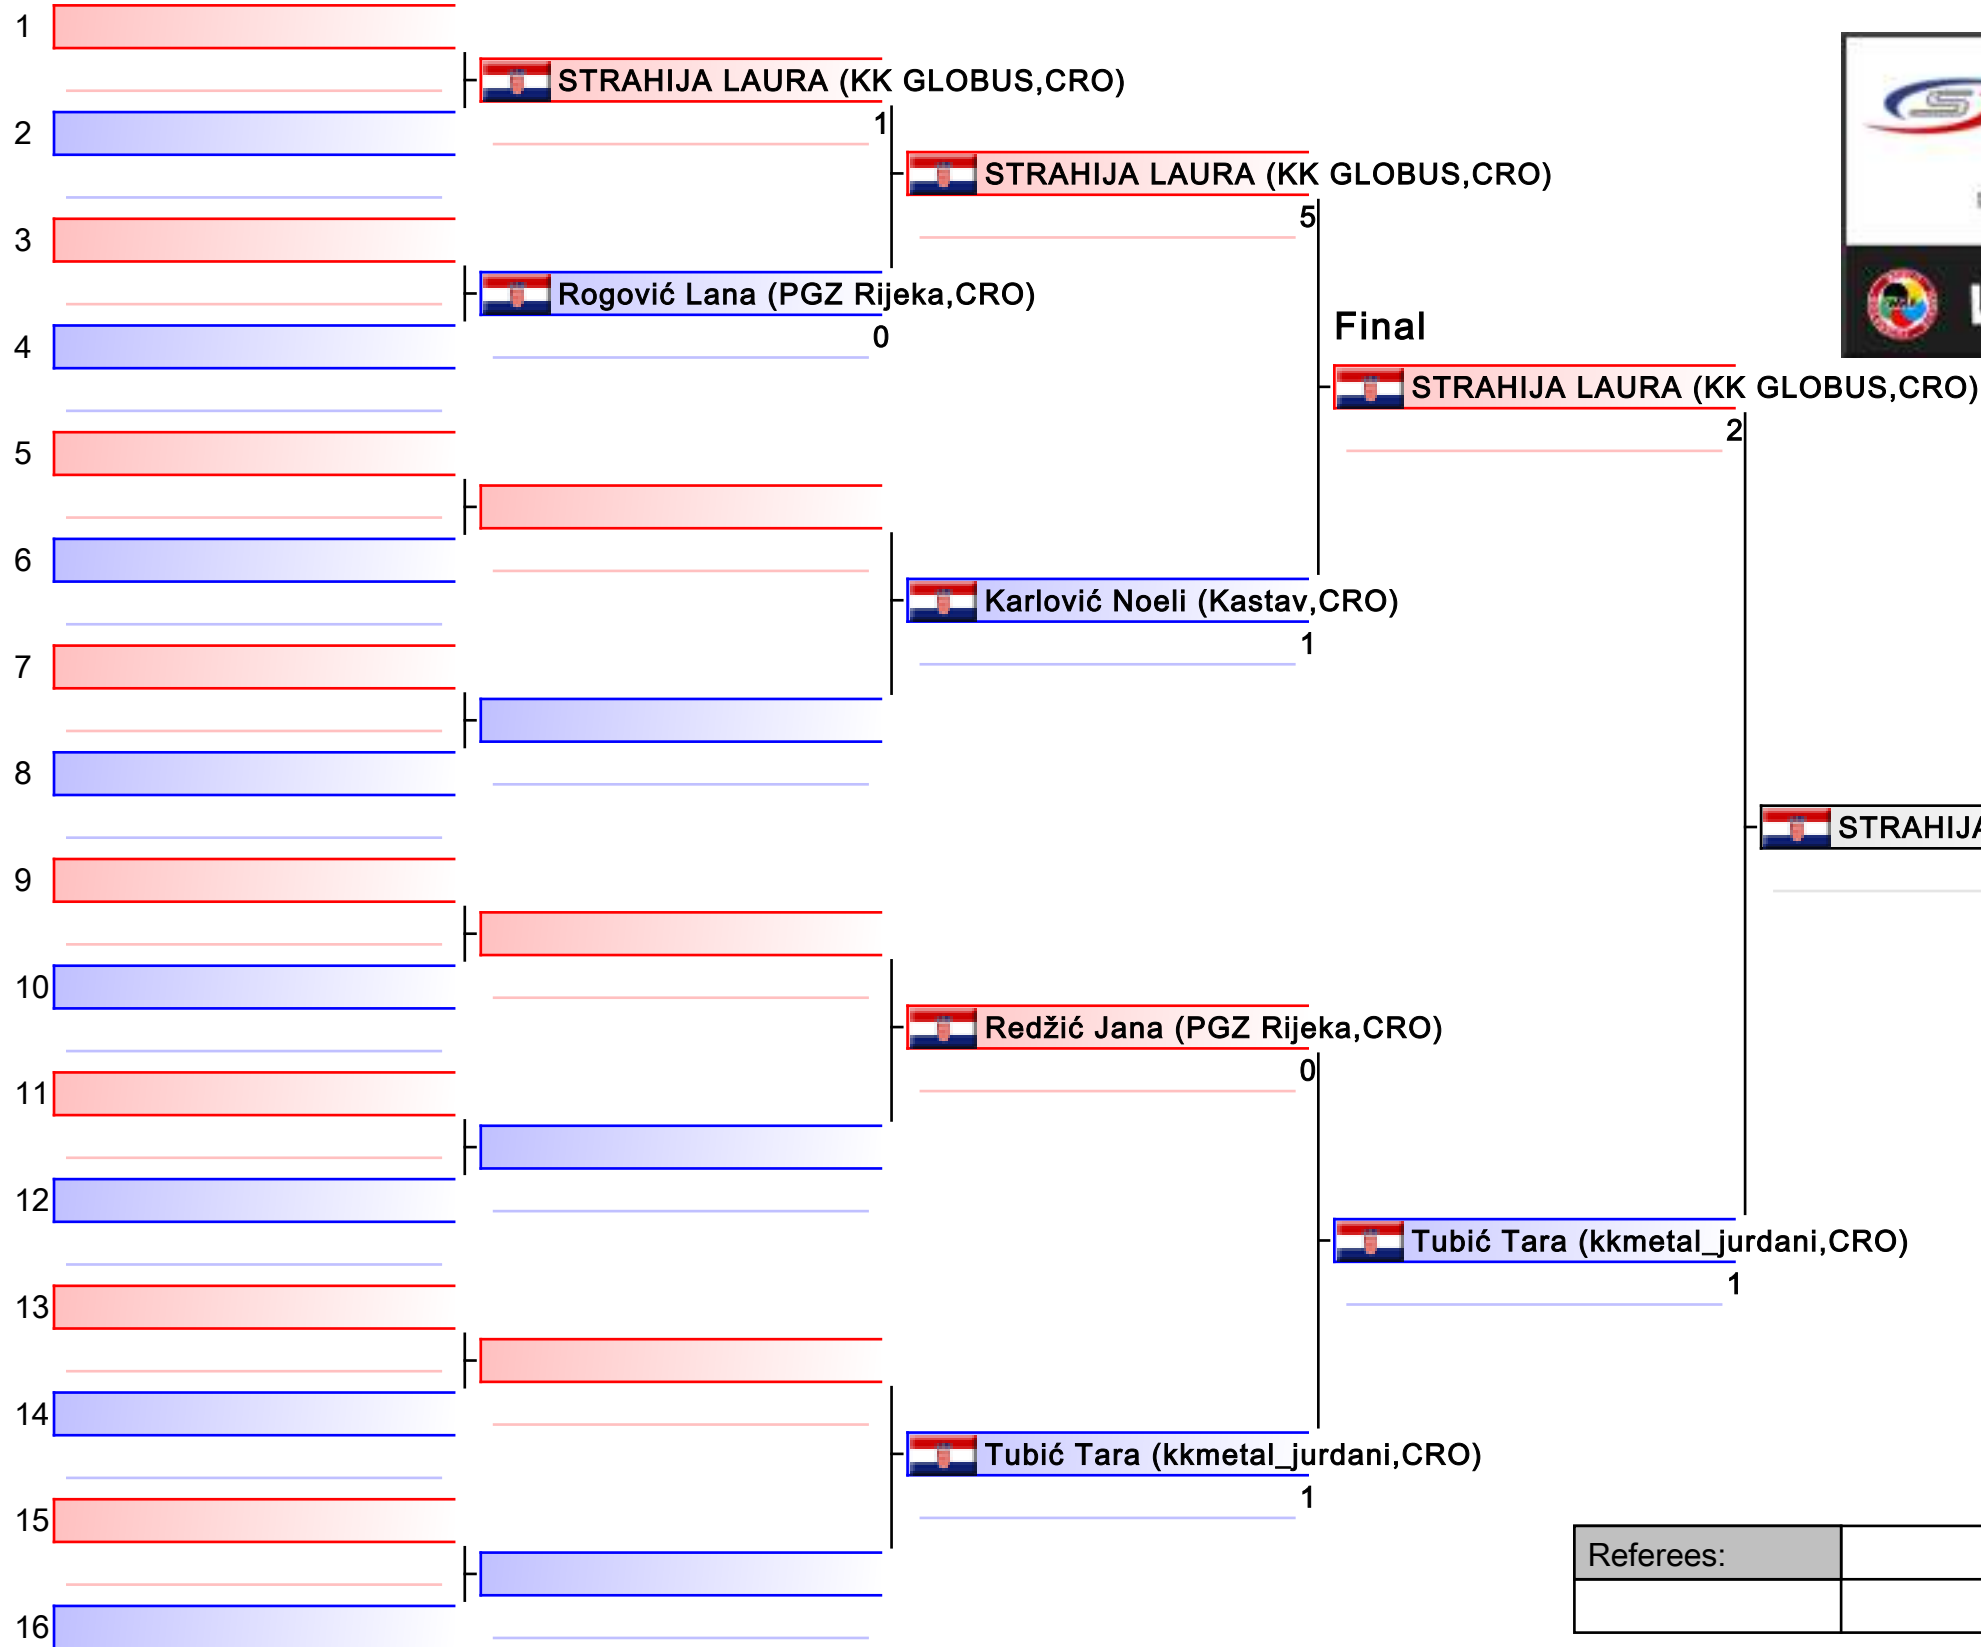 1
STRAHIJA LAURA (KK GLOBUS,CRO)
1
2
STRAHIJA LAURA (KK GLOBUS,CRO)
5
3
Rogović Lana (PGZ Rijeka,CRO)
0
4
Final
STRAHIJA LAURA (KK GLOBUS,CRO)
2
5
6
Karlović Noeli (Kastav,CRO)
1
7
8
STRAHIJA
9
10
Redžić Jana (PGZ Rijeka,CRO)
0
11
12
Tubić Tara (kkmetal_jurdani,CRO)
1
13
14
Tubić Tara (kkmetal_jurdani,CRO)
1
15
Referees:
16